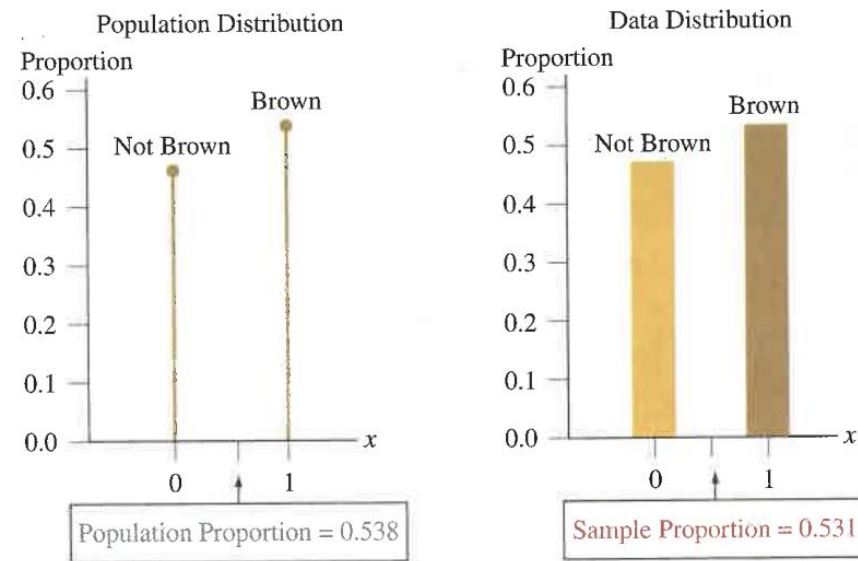 Population Distribution
Proportion
0.6
0.5
0.4
0.3
0.2
0.1
0.0
Not Brown
Brown
x
0
1
Population Proportion = 0.538
Data Distribution
Proportion
0.6
0.5
0.4
0.3
0.2
0.1
0.0
Not Brown
Brown
x
0
1
Sample Proportion = 0.531